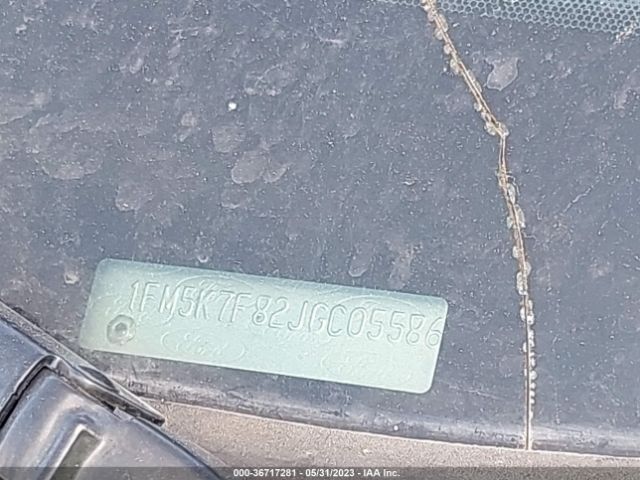 1FM5K7F82JGC05586
000-36717281 - 05/31/2023 - IAA Inc.